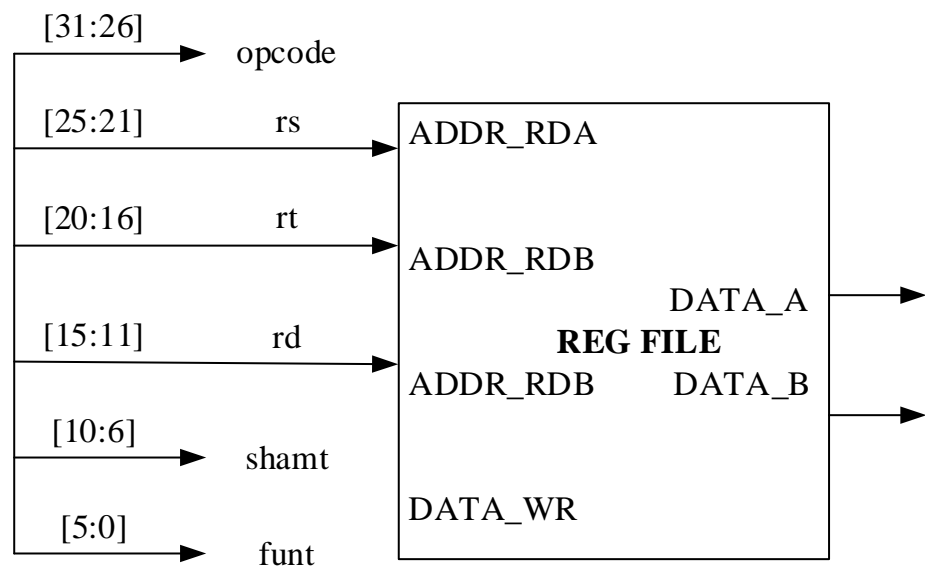 [31:26]
opcode
[25:21] rs
ADDR_RDA
[20:16] rt
ADDR_RDB
DATA_A
[15:11] rd
REG FILE
ADDR_RDB DATA_B
[10:6]
shamt
DATA_WR
[5:0]
funt